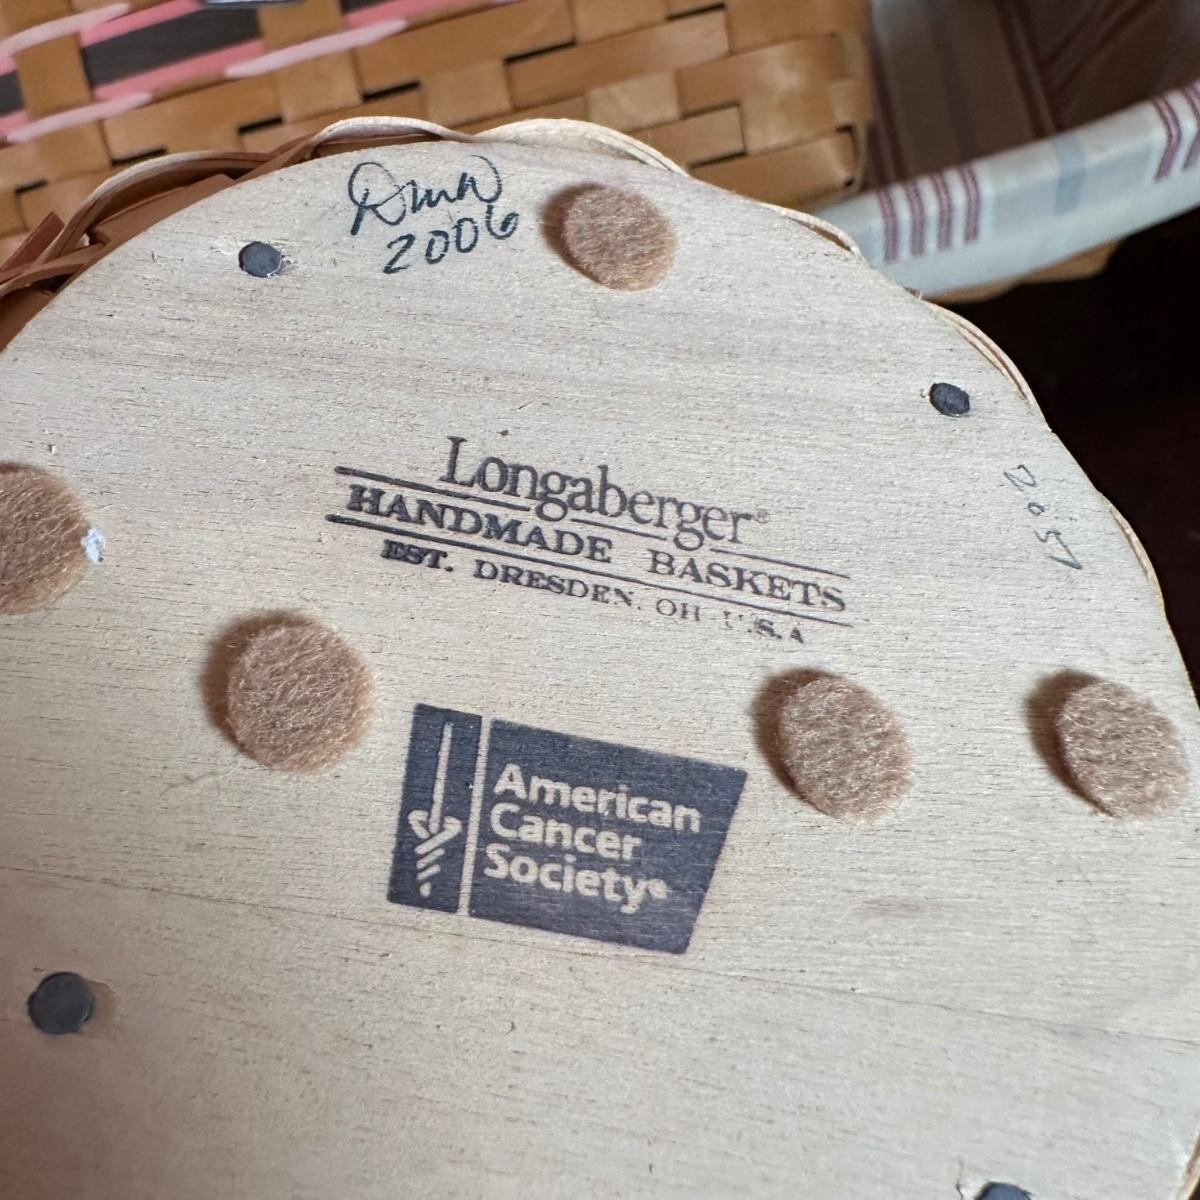 2006
Longaberger®
HANDMADE BASKETS
EST. DRESDEN, OH U.S.A
American
Cancer
Society®